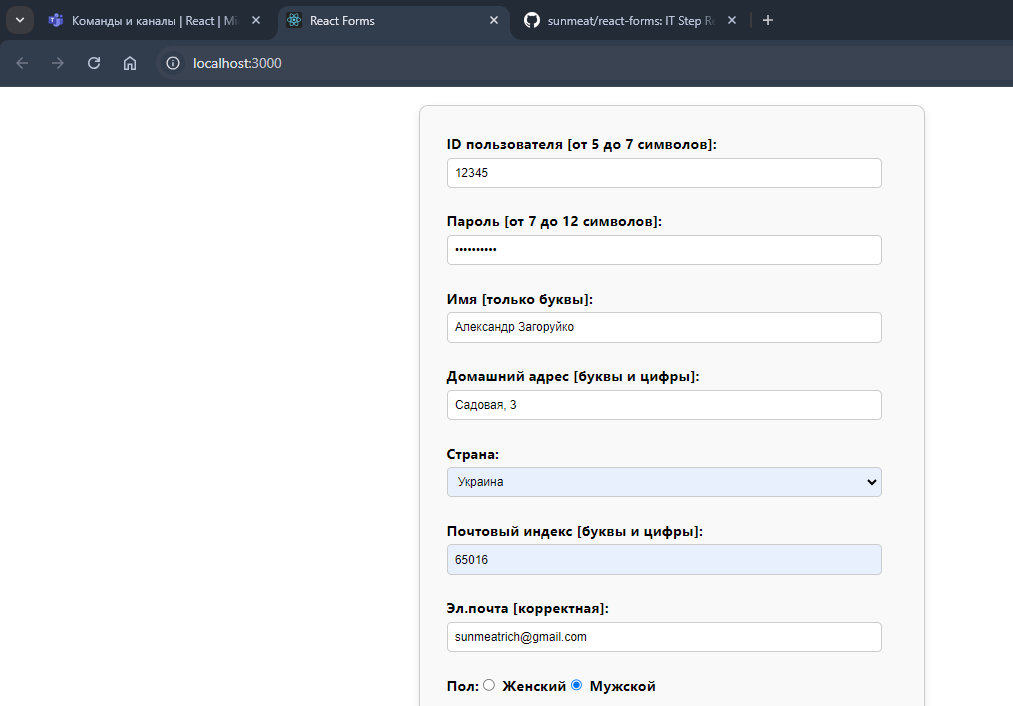 Команды и каналы | React | Mi
React Forms
sunmeat/react-forms: IT Step Re
localhost:3000
ID пользователя [от 5 до 7 символов]:
12345
Пароль [от 7 до 12 символов]:
••••••••••
Имя [только буквы]:
Александр Загоруйко
Домашний адрес [буквы и цифры]:
Садовая, 3
Страна:
Украина
Почтовый индекс [буквы и цифры]:
65016
Эл.почта [корректная]:
sunmeatrich@gmail.com
Пол: Женский Мужской